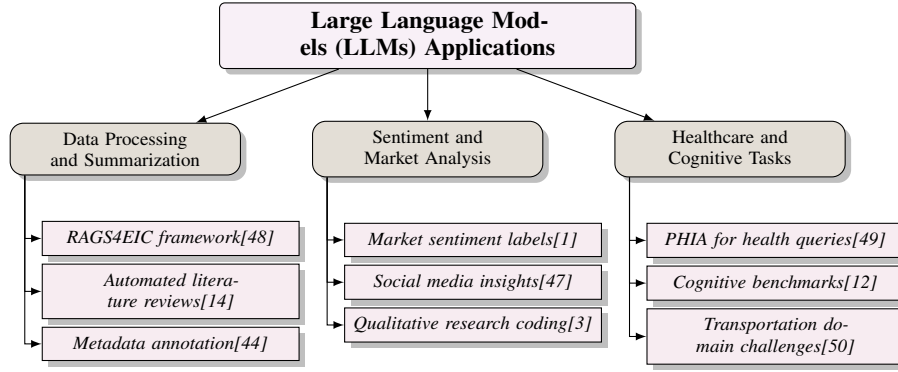 Large Language Mod-
els (LLMs) Applications
Data Processing
and Summarization
RAGS4EIC framework[48]
Automated litera-
ture reviews[14]
Metadata annotation[44]
Sentiment and
Market Analysis
Market sentiment labels[1]
Social media insights[47]
Qualitative research coding[3]
Healthcare and
Cognitive Tasks
PHIA for health queries[49]
Cognitive benchmarks[12]
Transportation do-
main challenges[50]